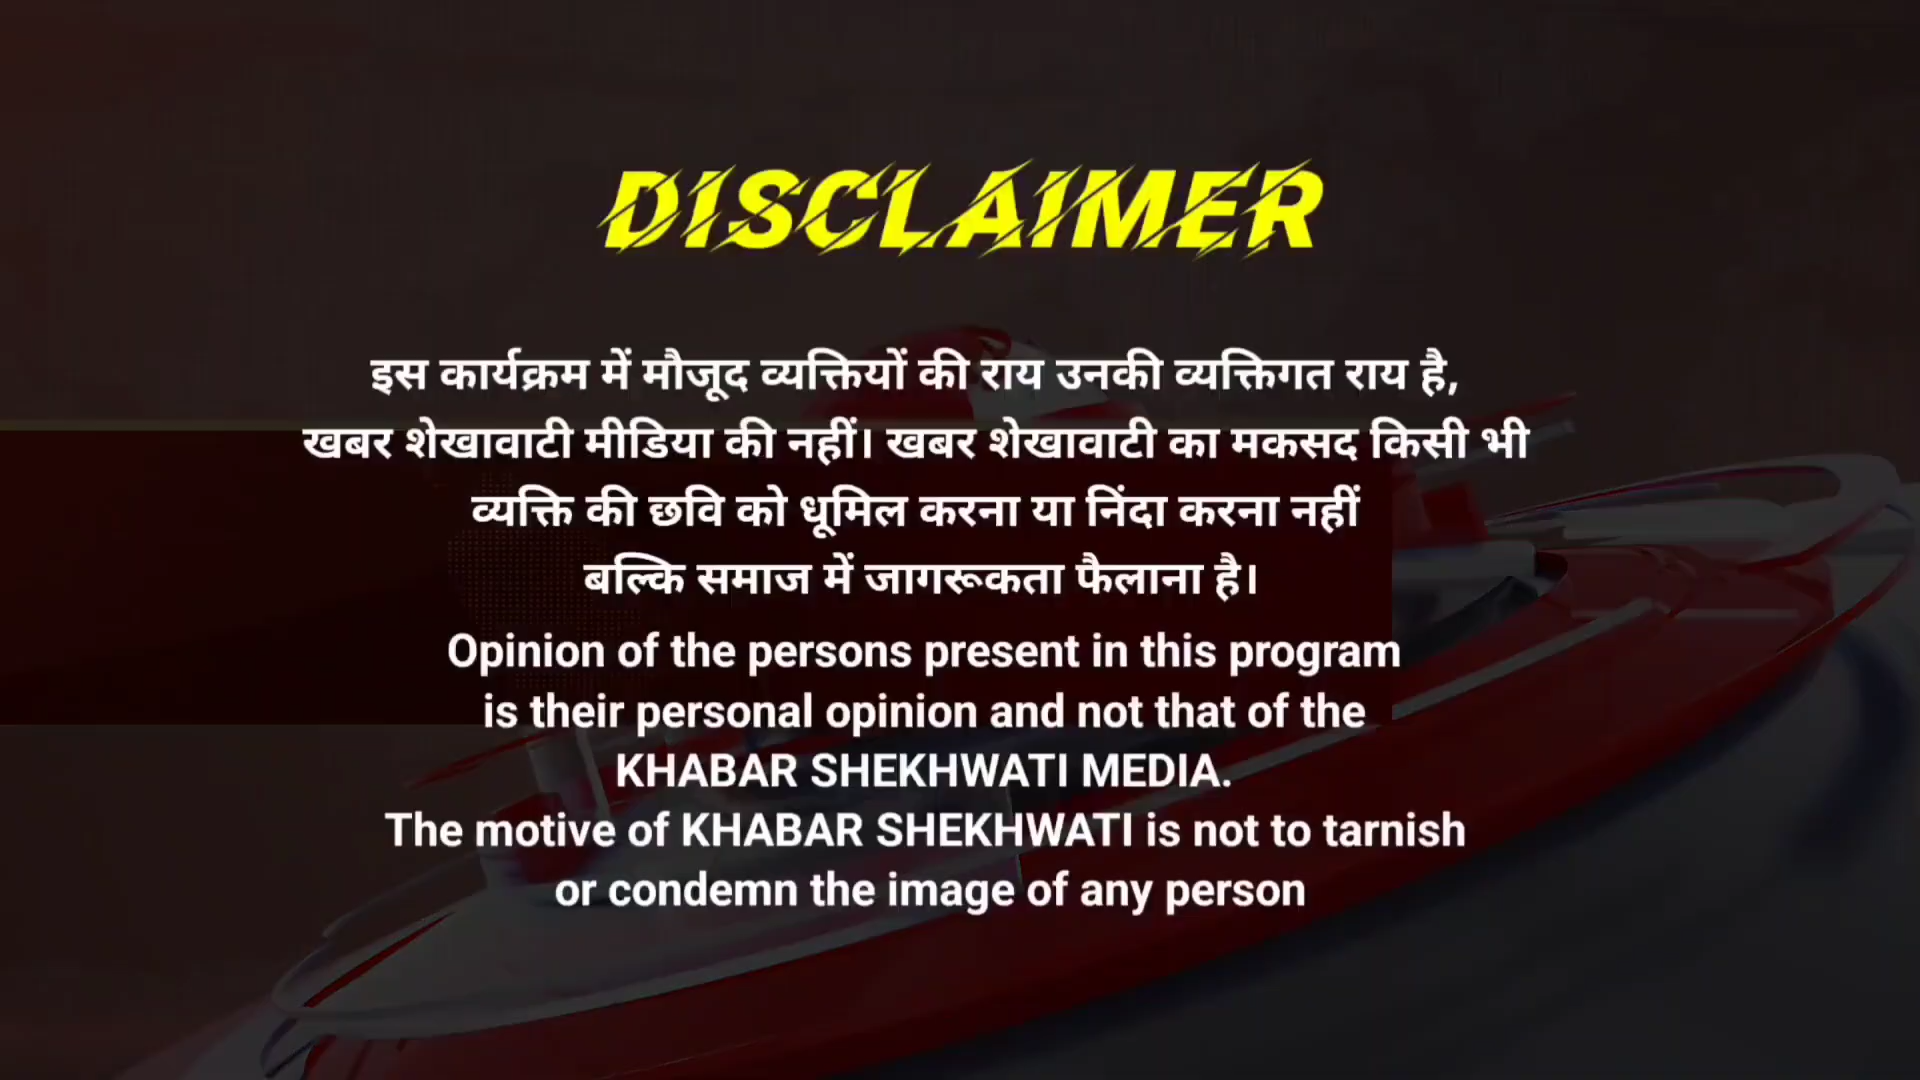 DISCLAIMER
इस कार्यक्रम में मौजूद व्यक्तियों की राय उनकी व्यक्तिगत राय है,
खबर शेखावाटी मीडिया की नहीं। खबर शेखावाटी का मकसद किसी भी
व्यक्ति की छवि को धूमिल करना या निंदा करना नहीं
बल्कि समाज में जागरूकता फैलाना है।
Opinion of the persons present in this program
is their personal opinion and not that of the
KHABAR SHEKHWATI MEDIA.
The motive of KHABAR SHEKHWATI is not to tarnish
or condemn the image of any person